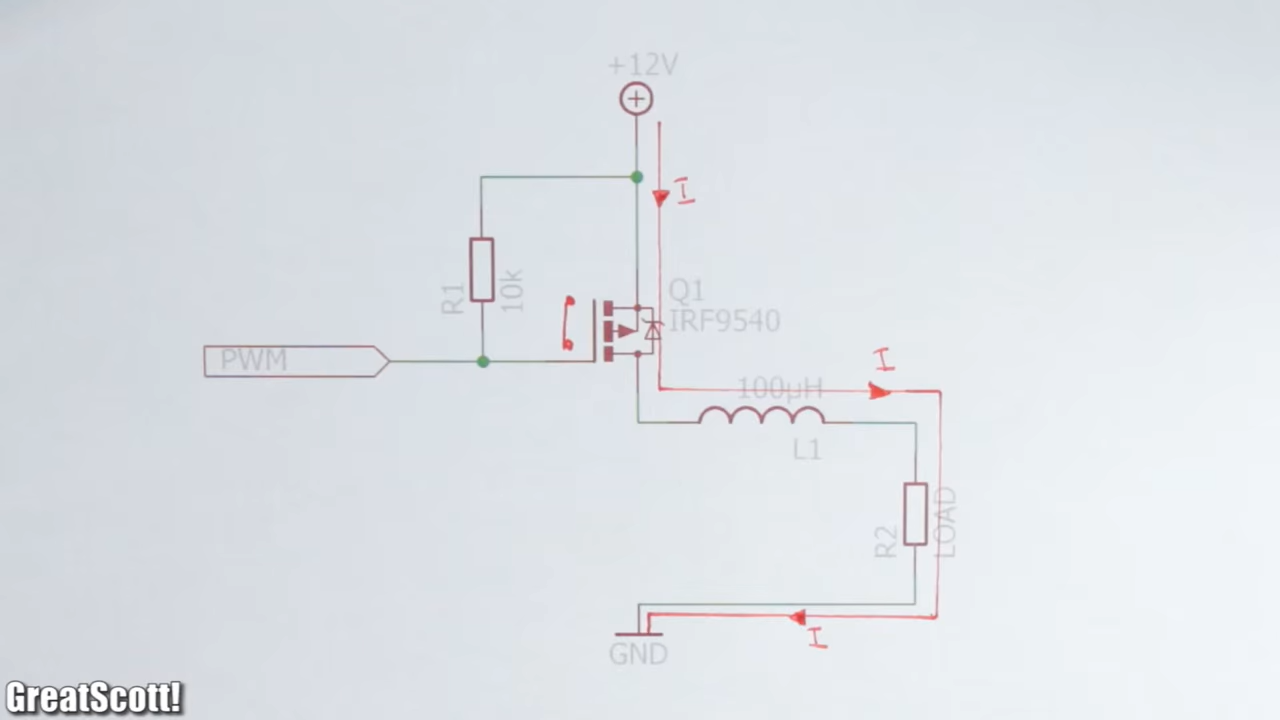 +12V
I
R1
10k
Q1
IRF9540
PWM
I
100µH
L1
R2
LOAD
I
GND
GreatScott!